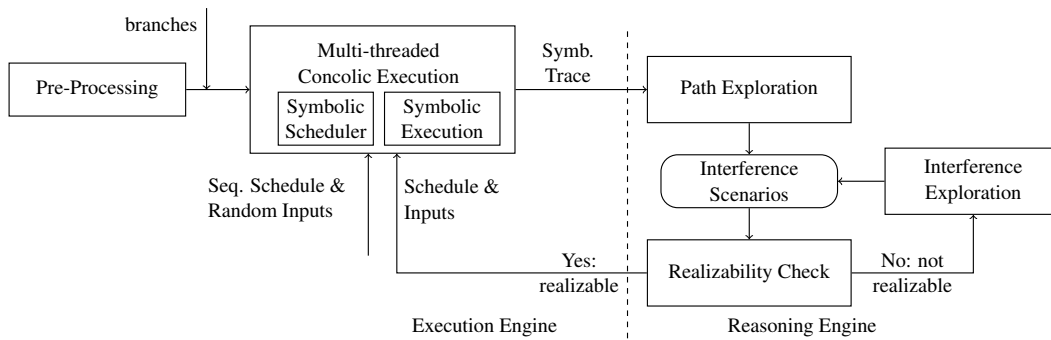 branches
Pre-Processing
Multi-threaded
Concolic Execution
Symbolic
Scheduler
Symbolic
Execution
Symb.
Trace
Path Exploration
Seq. Schedule &
Random Inputs
Schedule &
Inputs
Interference
Scenarios
Interference
Exploration
Yes:
realizable
Realizability Check
No: not
realizable
Execution Engine
Reasoning Engine